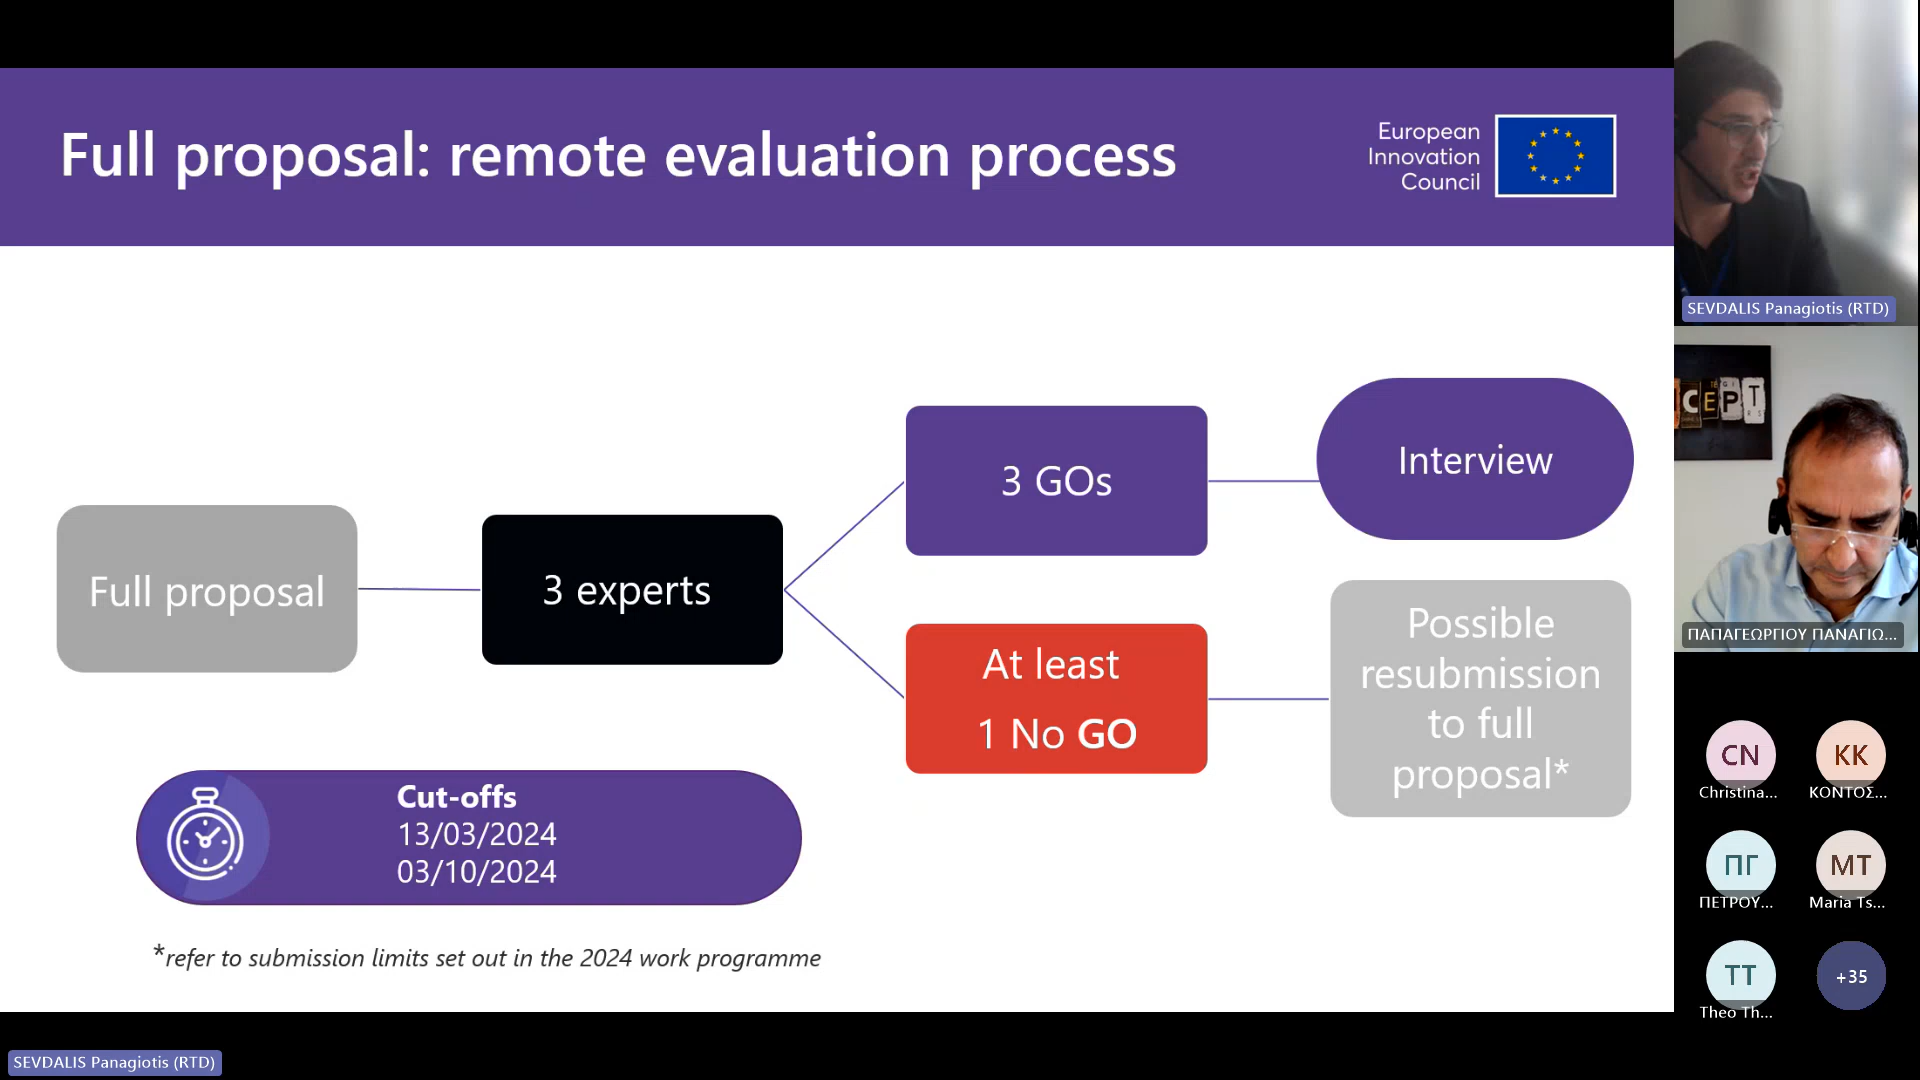 Full proposal: remote evaluation process
European
Innovation
Council
Full proposal
3 experts
3 GOs
Interview
At least
1 No GO
Possible
resubmission
to full
proposal*
Cut-offs
13/03/2024
03/10/2024
*refer to submission limits set out in the 2024 work programme
SEVDALIS Panagiotis (RTD)
SEVDALIS Panagiotis (RTD)
CEPT
ΠΑΠΑΓΕΩΡΓΙΟΥ ΠΑΝΑΓΙΩ...
CN
Christina...
KK
ΚΟΝΤΟΣ...
ΠΓ
ΠΕΤΡΟΥ...
MT
Maria Ts...
TT
Theo Th...
+35